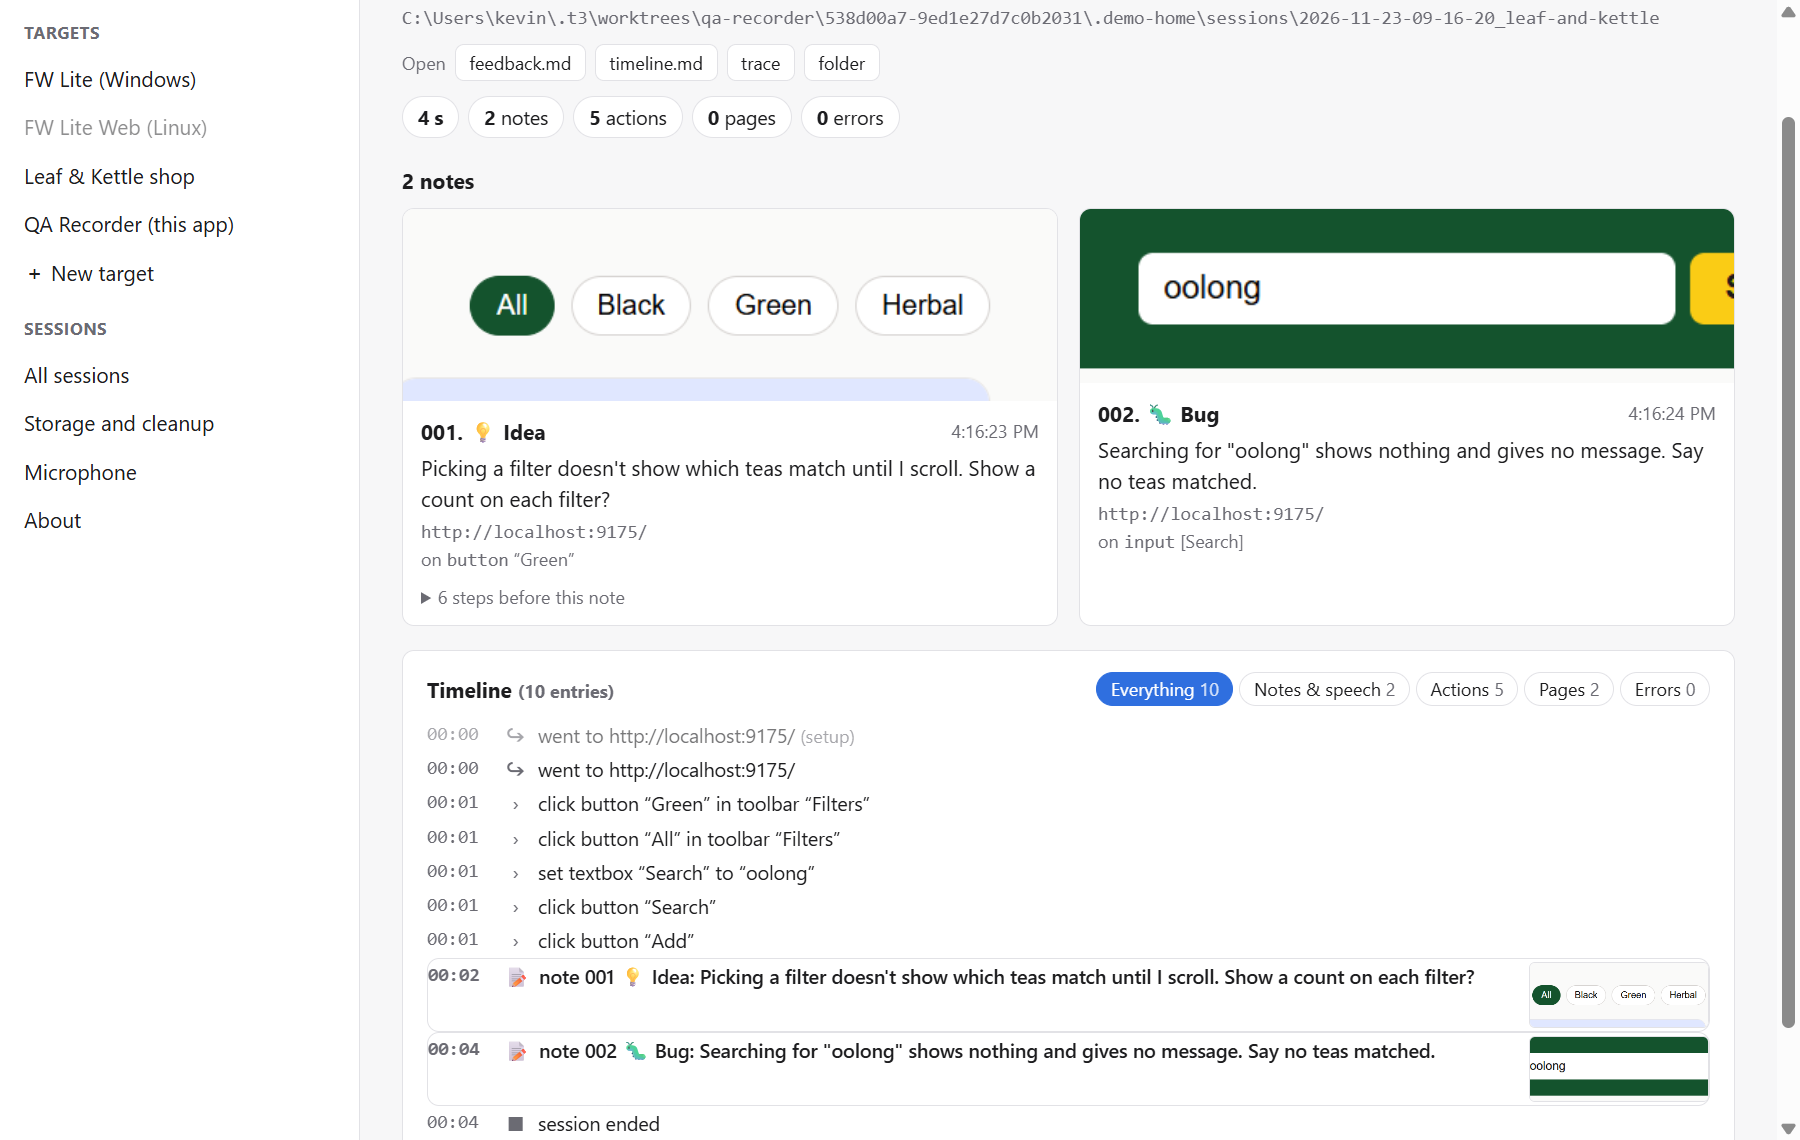 TARGETS
FW Lite (Windows)
FW Lite Web (Linux)
Leaf & Kettle shop
QA Recorder (this app)
+ New target
SESSIONS
All sessions
Storage and cleanup
Microphone
About
C:\Users\kevin\.t3\worktrees\qa-recorder\538d00a7-9ed1e27d7c0b2031\.demo-home\sessions\2026-11-23-09-16-20_leaf-and-kettle
Open feedback.md timeline.md trace folder
4 s 2 notes 5 actions 0 pages 0 errors
2 notes
All Black Green Herbal
001. 💡 Idea 4:16:23 PM
Picking a filter doesn't show which teas match until I scroll. Show a
count on each filter?
http://localhost:9175/
on button “Green”
▶ 6 steps before this note
oolong
002. 🐛 Bug 4:16:24 PM
Searching for "oolong" shows nothing and gives no message. Say
no teas matched.
http://localhost:9175/
on input [Search]
Timeline (10 entries) Everything 10 Notes & speech 2 Actions 5 Pages 2 Errors 0
00:00 ↪ went to http://localhost:9175/ (setup)
00:00 ↪ went to http://localhost:9175/
00:01 › click button “Green” in toolbar “Filters”
00:01 › click button “All” in toolbar “Filters”
00:01 › set textbox “Search” to “oolong”
00:01 › click button “Search”
00:01 › click button “Add”
00:02 📝 note 001 💡 Idea: Picking a filter doesn't show which teas match until I scroll. Show a count on each filter?
All Black Green Herbal
00:04 📝 note 002 🐛 Bug: Searching for "oolong" shows nothing and gives no message. Say no teas matched.
oolong
00:04 ■ session ended